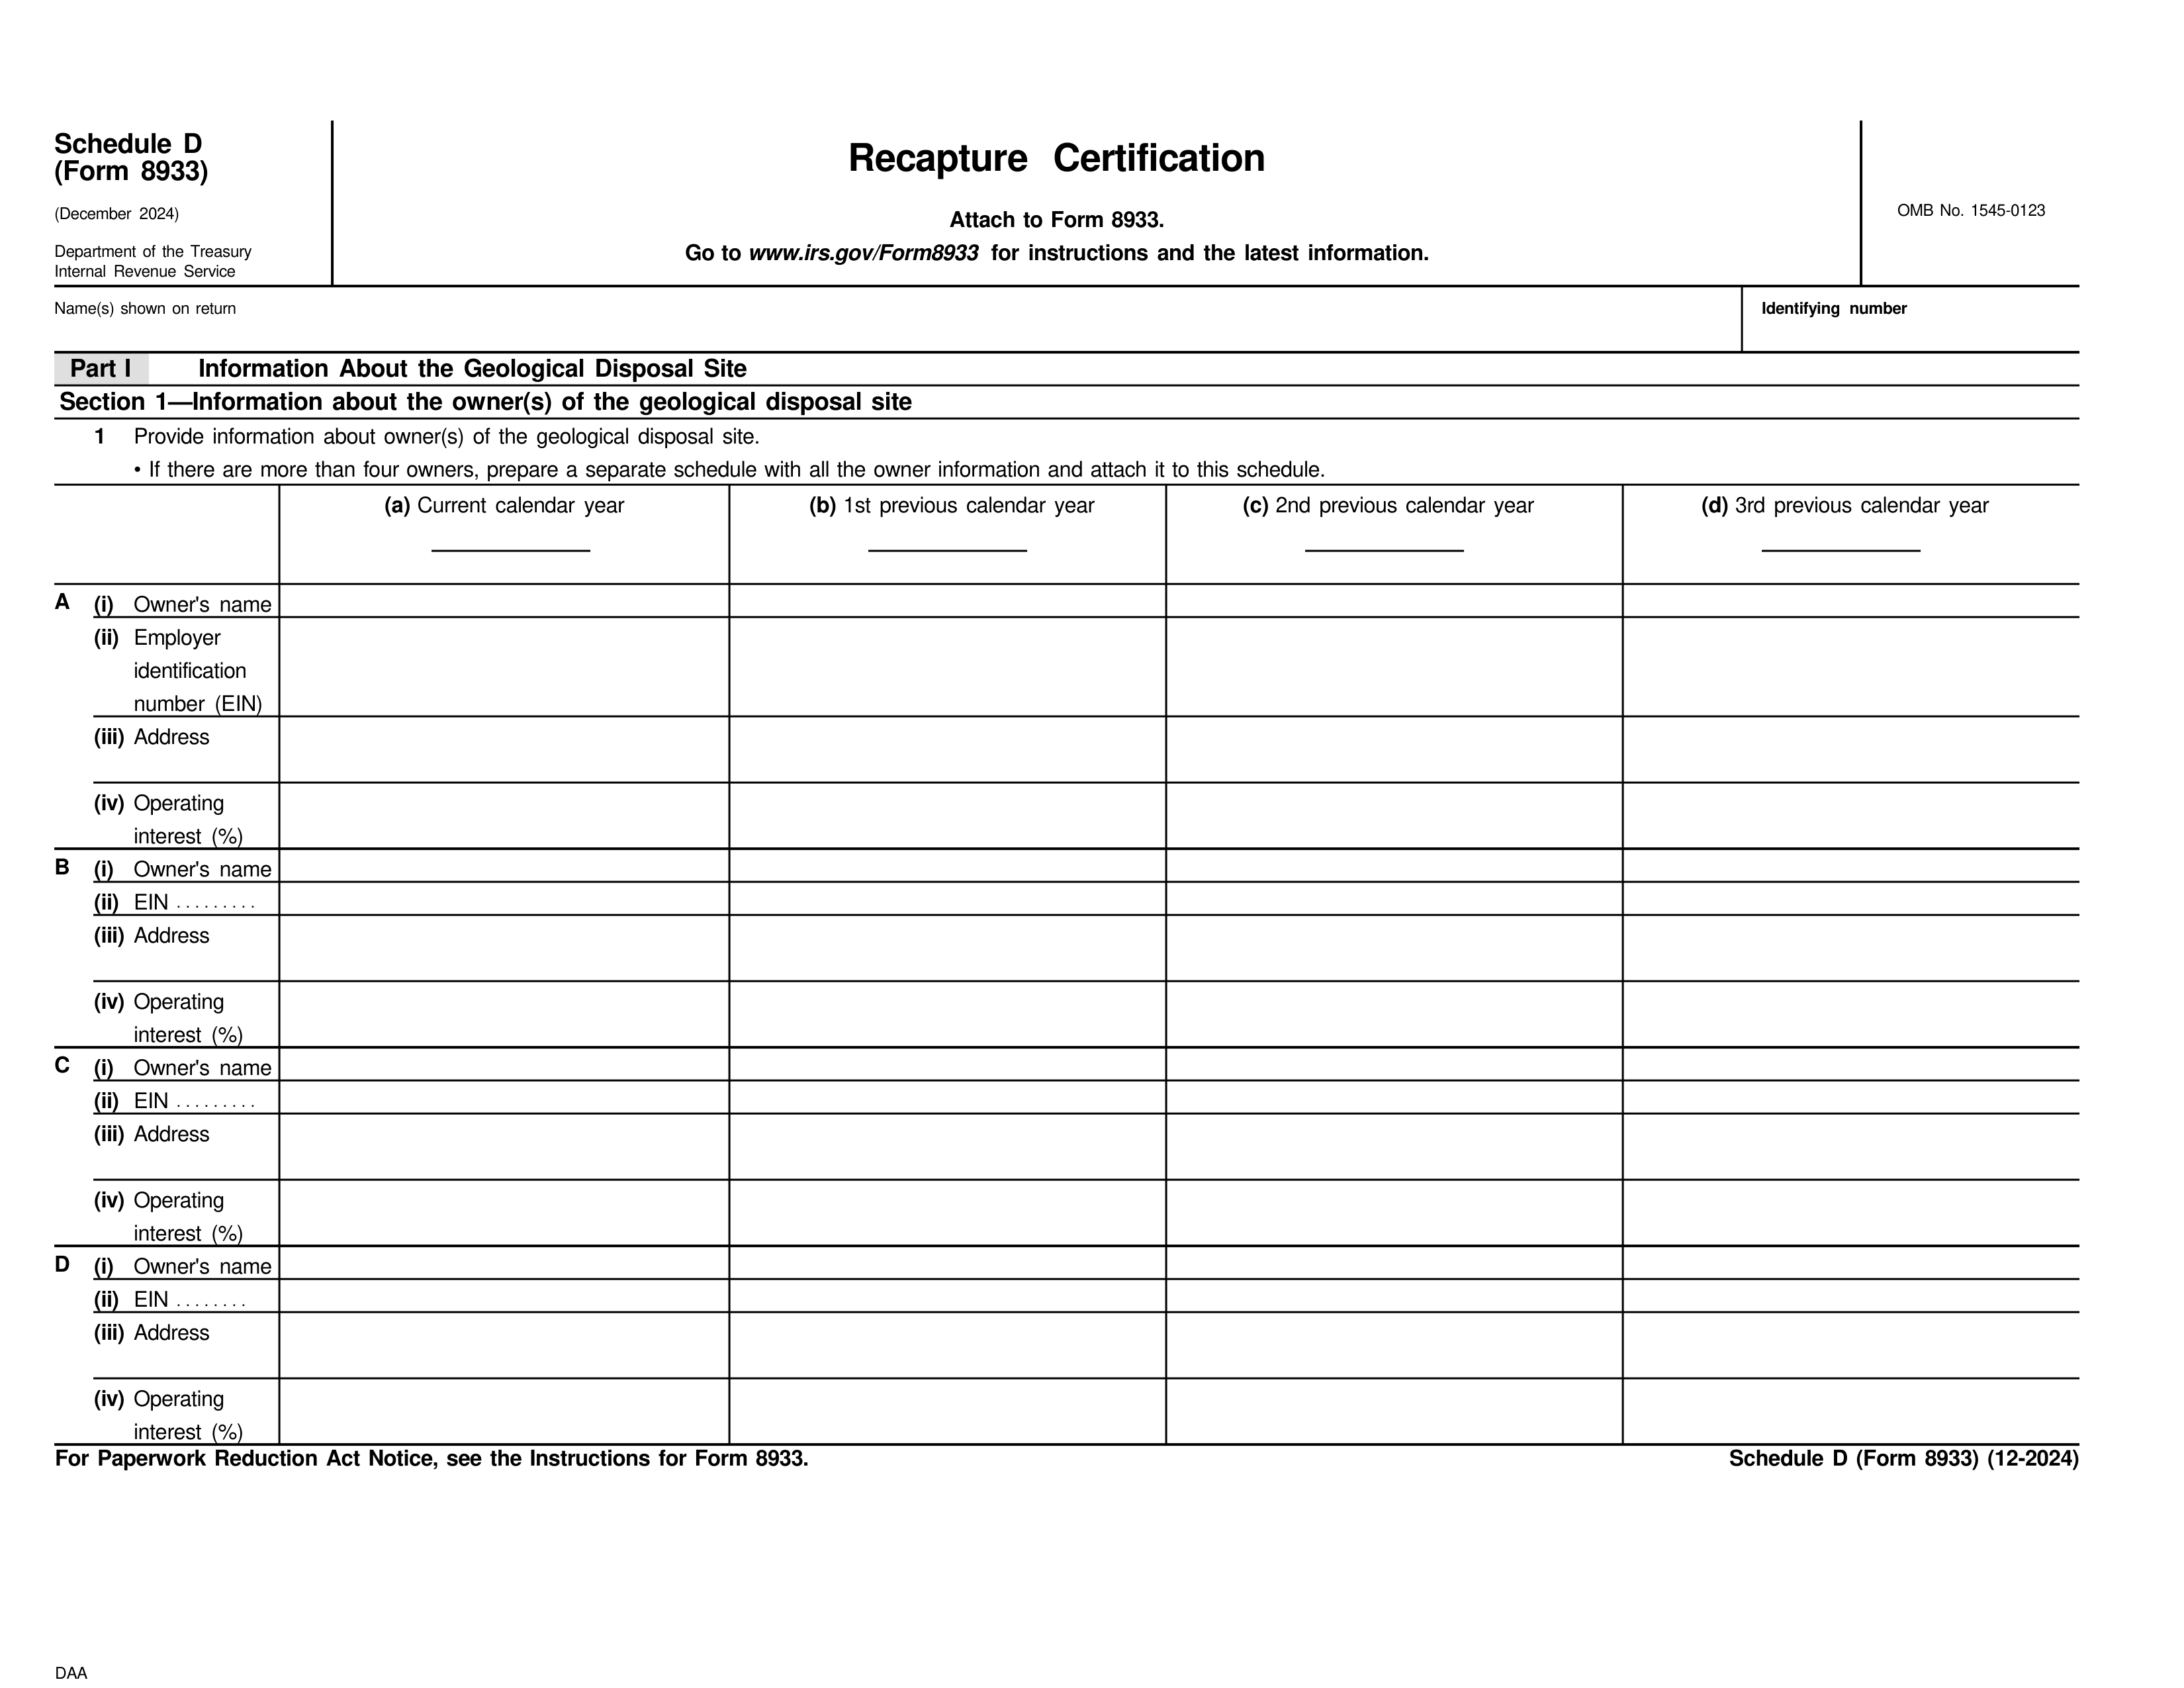 Schedule D
(Form 8933)
(December 2024)
Department of the Treasury
Internal Revenue Service
Recapture Certification
Attach to Form 8933.
Go to www.irs.gov/Form8933 for instructions and the latest information.
OMB No. 1545-0123
Name(s) shown on return
Identifying number
Part I Information About the Geological Disposal Site
Section 1—Information about the owner(s) of the geological disposal site
1 Provide information about owner(s) of the geological disposal site.
• If there are more than four owners, prepare a separate schedule with all the owner information and attach it to this schedule.
(a) Current calendar year (b) 1st previous calendar year (c) 2nd previous calendar year (d) 3rd previous calendar year
A (i) Owner's name
(ii) Employer
identification
number (EIN)
(iii) Address
(iv) Operating
interest (%)
B (i) Owner's name
(ii) EIN .........
(iii) Address
(iv) Operating
interest (%)
C (i) Owner's name
(ii) EIN .........
(iii) Address
(iv) Operating
interest (%)
D (i) Owner's name
(ii) EIN ........
(iii) Address
(iv) Operating
interest (%)
For Paperwork Reduction Act Notice, see the Instructions for Form 8933. Schedule D (Form 8933) (12-2024)
DAA